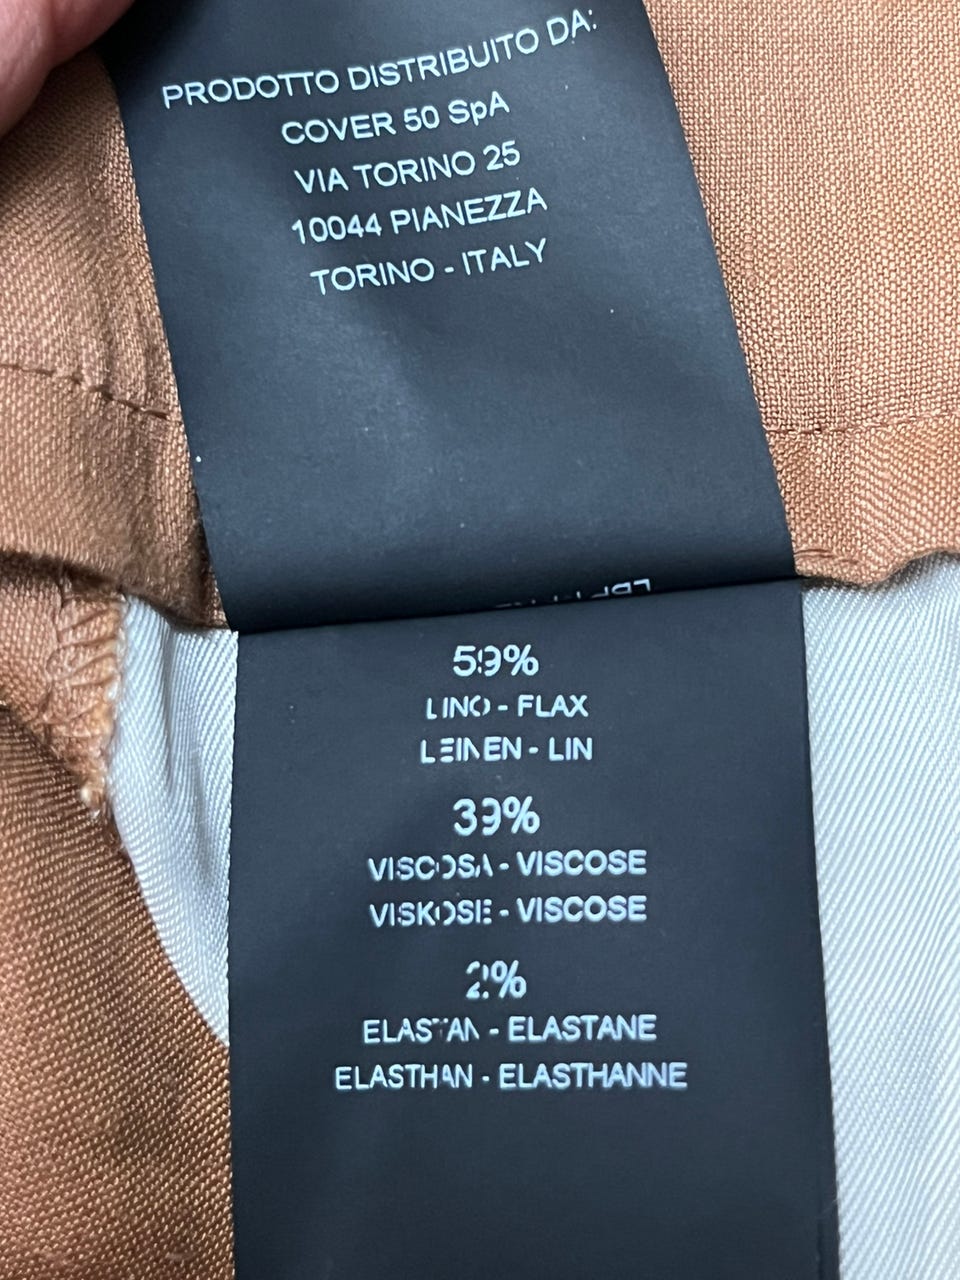 PRODOTTO DISTRIBUITO DA:
COVER 50 SpA
VIA TORINO 25
10044 PIANEZZA
TORINO - ITALY
59%
LINO - FLAX
LEINEN - LIN
39%
VISCOSA - VISCOSE
VISKOSIE - VISCOSE
2%
ELASTAN - ELASTANE
ELASTHAN - ELASTHANNE